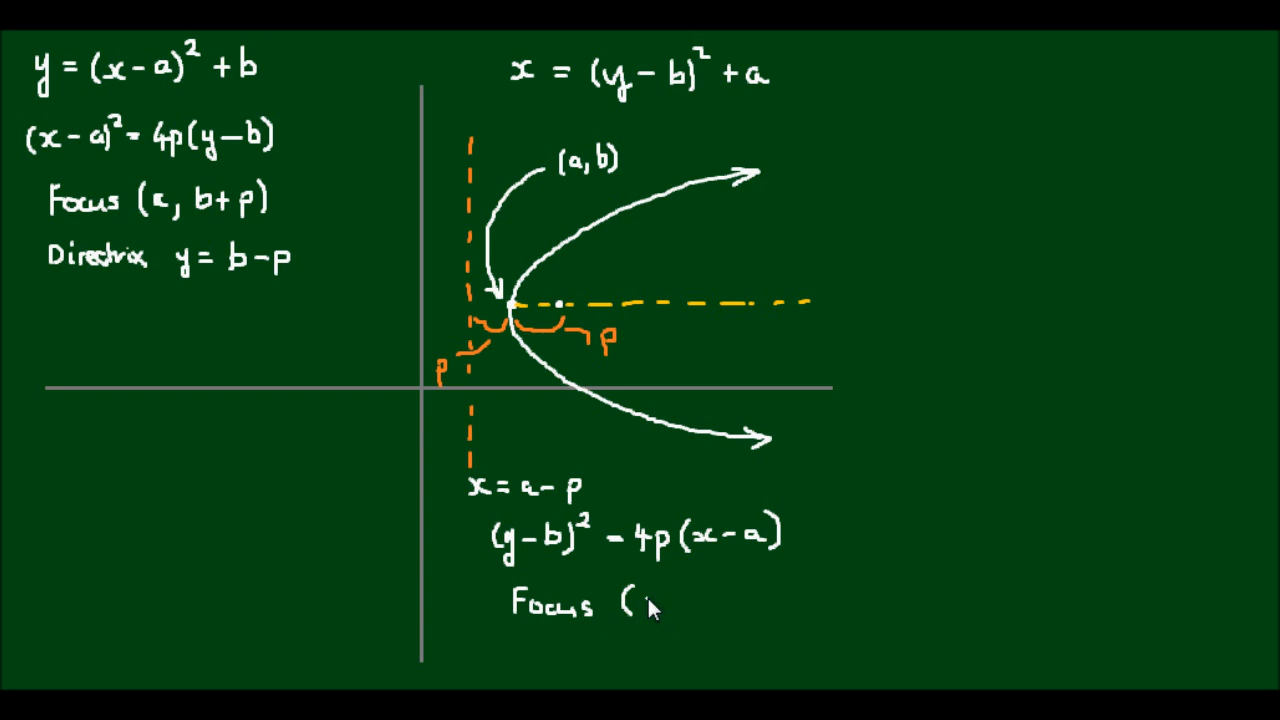 y = (x - a)² + b
(x - a)² = 4p(y - b)
Focus (a, b + p)
Directrix y = b - p
x = (y - b)² + a
(a, b)
p
p
x = a - p
(y - b)² = 4p(x - a)
Focus (